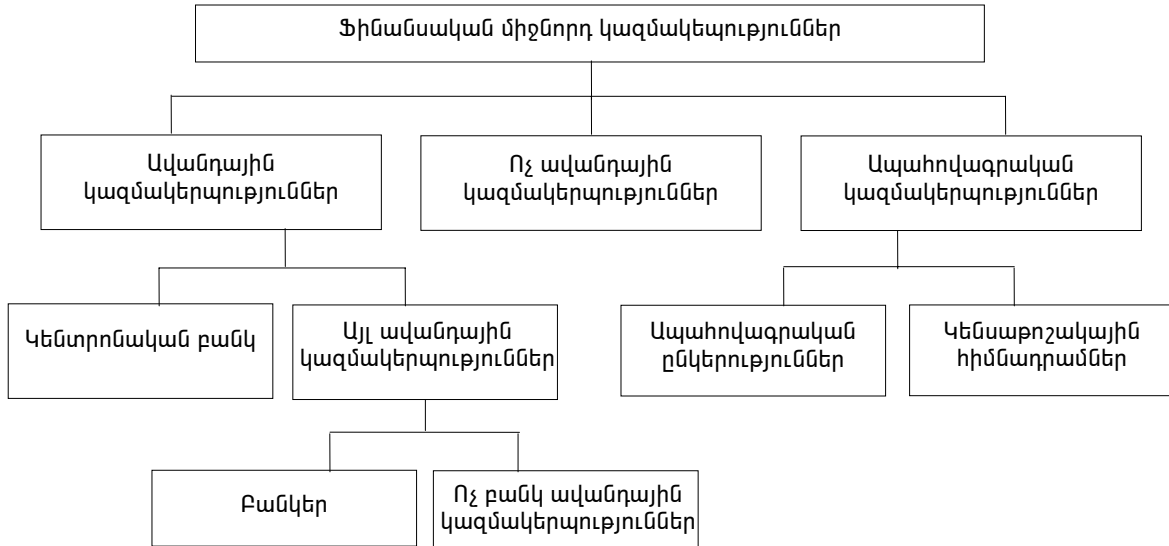 Ֆինանսական միջնորդ կազմակեպություններ
Ավանդային
կազմակերպություններ
Ոչ ավանդային
կազմակերպություններ
Ապահովագրական
կազմակերպություններ
Կենտրոնական բանկ
Այլ ավանդային
կազմակերպություններ
Ապահովագրական
ընկերություններ
Կենսաթոշակային
հիմնադրամներ
Բանկեր
Ոչ բանկ ավանդային
կազմակերպություններ